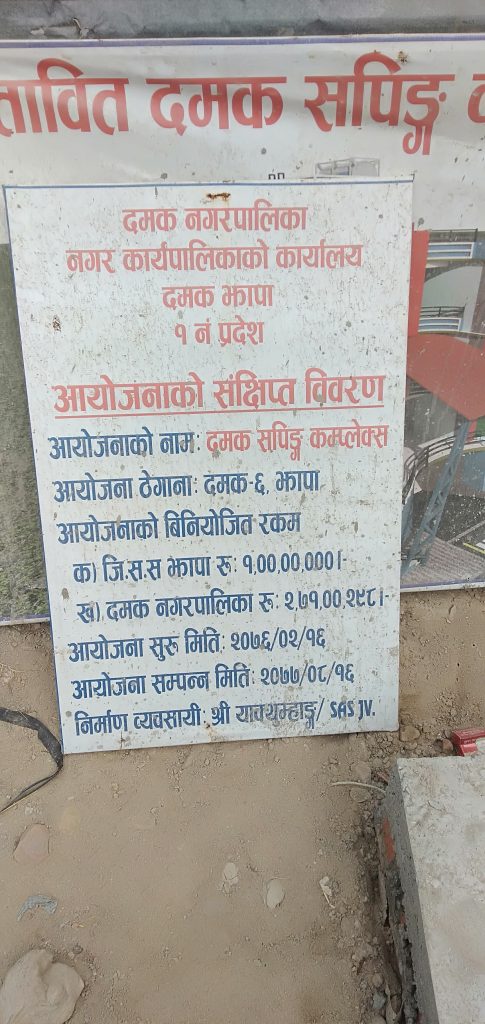 तावित दमक सपिङ्ग क
दमक नगरपालिका
नगर कार्यपालिकाको कार्यालय
दमक झापा
१ नं प्रदेश
आयोजनाको संक्षिप्त विवरण
आयोजनाको नाम: दमक सपिङ्ग कम्प्लेक्स
आयोजना ठेगाना: दमक-६, झापा
आयोजनाको बिनियोजित रकम
क) जि.स.स झापा रु: १,००,००,०००।-
ख) दमक नगरपालिका रु: २,७१,००,२९८।-
आयोजना सुरु मिति: २०७६/०२/१६
आयोजना सम्पन्न मिति: २०७७/०८/१६
निर्माण व्यवसायी: श्री याक्थुम्हाङ्ग/ SAS JV.